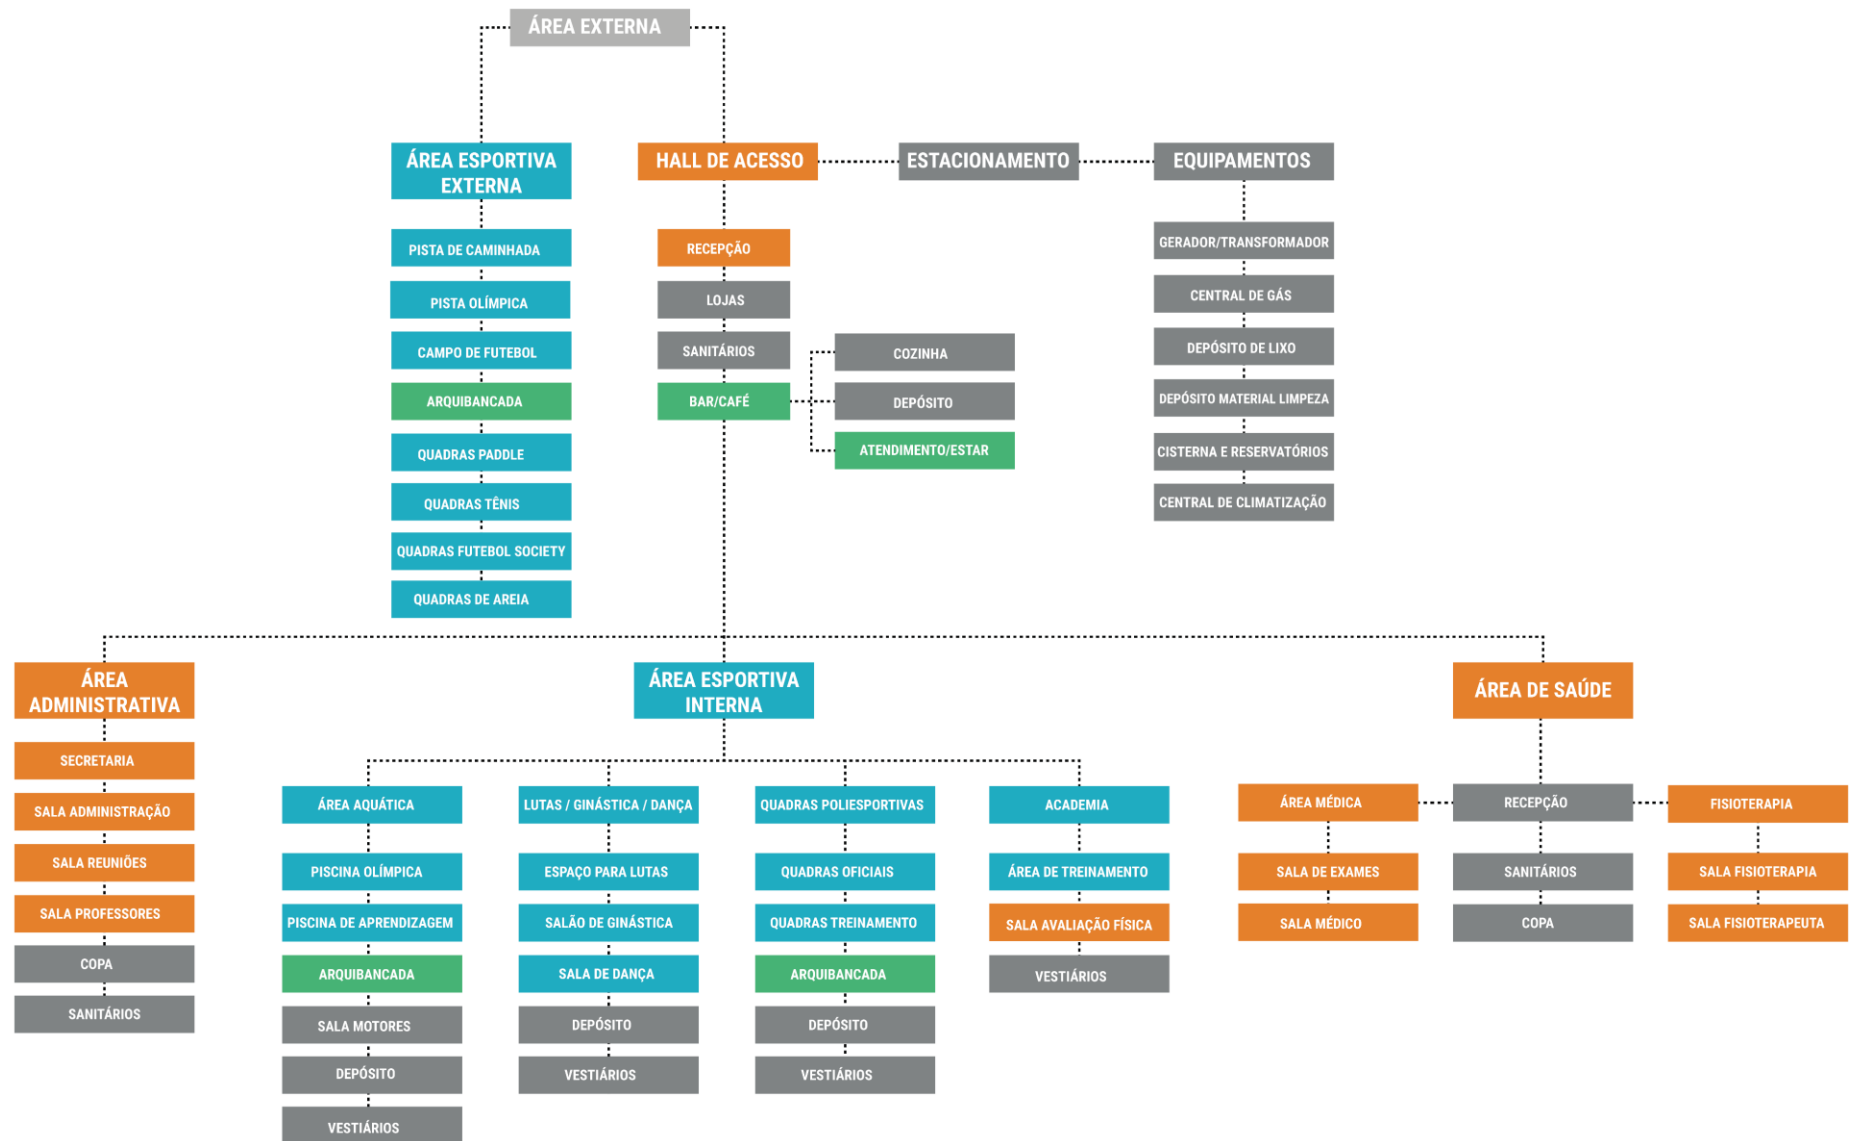 ÁREA EXTERNA
ÁREA ESPORTIVA
EXTERNA
HALL DE ACESSO
ESTACIONAMENTO
EQUIPAMENTOS
PISTA DE CAMINHADA
PISTA OLÍMPICA
CAMPO DE FUTEBOL
ARQUIBANCADA
QUADRAS PADDLE
QUADRAS TÊNIS
QUADRAS FUTEBOL SOCIETY
QUADRAS DE AREIA
RECEPÇÃO
LOJAS
SANITÁRIOS
BAR/CAFÉ
COZINHA
DEPÓSITO
ATENDIMENTO/ESTAR
GERADOR/TRANSFORMADOR
CENTRAL DE GÁS
DEPÓSITO DE LIXO
DEPÓSITO MATERIAL LIMPEZA
CISTERNA E RESERVATÓRIOS
CENTRAL DE CLIMATIZAÇÃO
ÁREA
ADMINISTRATIVA
SECRETARIA
SALA ADMINISTRAÇÃO
SALA REUNIÕES
SALA PROFESSORES
COPA
SANITÁRIOS
ÁREA ESPORTIVA
INTERNA
ÁREA AQUÁTICA
PISCINA OLÍMPICA
PISCINA DE APRENDIZAGEM
ARQUIBANCADA
SALA MOTORES
DEPÓSITO
VESTIÁRIOS
LUTAS / GINÁSTICA / DANÇA
ESPAÇO PARA LUTAS
SALÃO DE GINÁSTICA
SALA DE DANÇA
DEPÓSITO
VESTIÁRIOS
QUADRAS POLIESPORTIVAS
QUADRAS OFICIAIS
QUADRAS TREINAMENTO
ARQUIBANCADA
DEPÓSITO
VESTIÁRIOS
ACADEMIA
ÁREA DE TREINAMENTO
SALA AVALIAÇÃO FÍSICA
VESTIÁRIOS
ÁREA DE SAÚDE
ÁREA MÉDICA
SALA DE EXAMES
SALA MÉDICO
RECEPÇÃO
SANITÁRIOS
COPA
FISIOTERAPIA
SALA FISIOTERAPIA
SALA FISIOTERAPEUTA